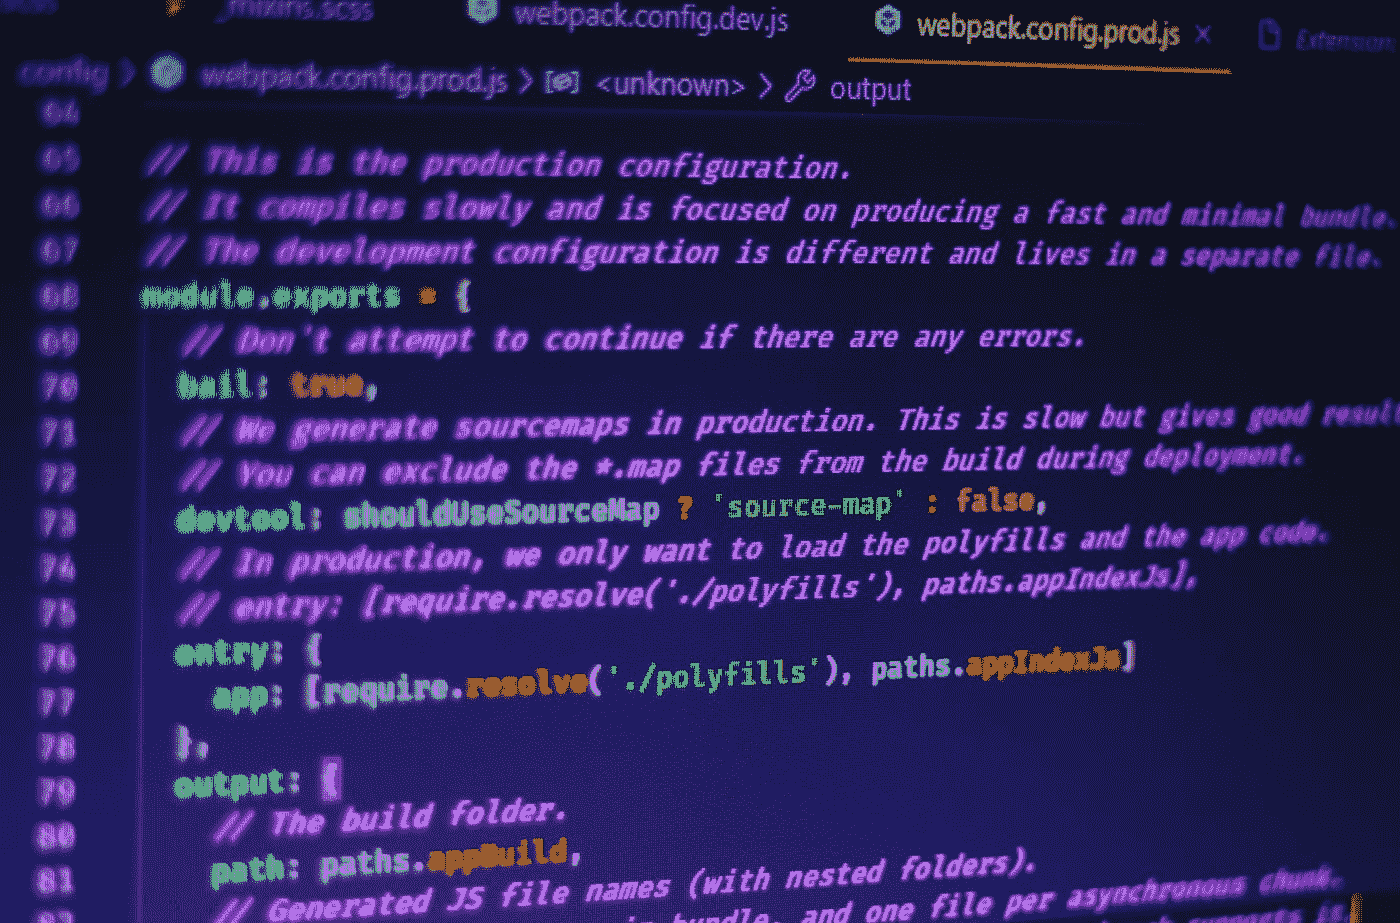 _mixins.scss webpack.config.dev.js webpack.config.prod.js × Extension
config > webpack.config.prod.js > <unknown> > output
64
65 // This is the production configuration.
66 // It compiles slowly and is focused on producing a fast and minimal bundle.
67 // The development configuration is different and lives in a separate file.
68 module.exports = {
69 // Don't attempt to continue if there are any errors.
70 bail: true,
71 // We generate sourcemaps in production. This is slow but gives good result
72 // You can exclude the *.map files from the build during deployment.
73 devtool: shouldUseSourceMap ? 'source-map' : false,
74 // In production, we only want to load the polyfills and the app code.
75 // entry: [require.resolve('./polyfills'), paths.appIndexJs],
76 entry: {
77 app: [require.resolve('./polyfills'), paths.appIndexJs]
78 },
79 output: {
80 // The build folder.
81 path: paths.appBuild,
// Generated JS file names (with nested folders).
bundle, and one file per asynchronous chunk.